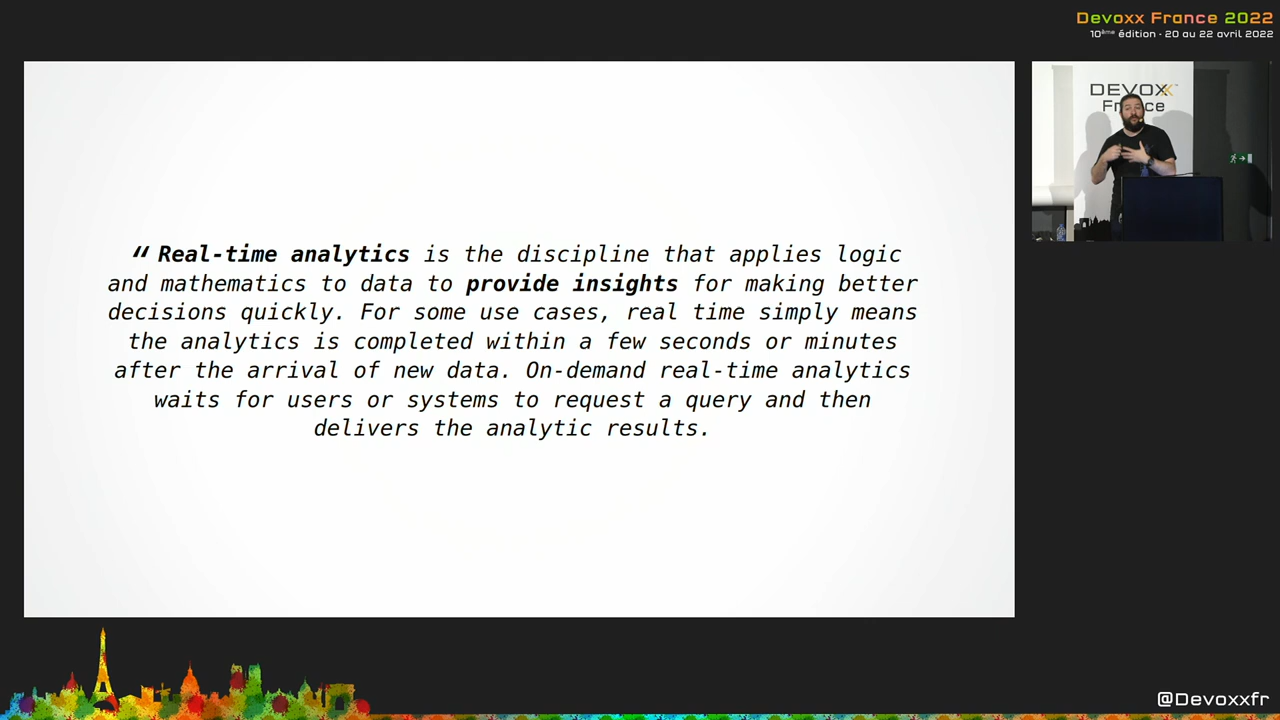 Devoxx France 2022
10ème édition - 20 au 22 avril 2022
DEVOXX
France
“ Real-time analytics is the discipline that applies logic
and mathematics to data to provide insights for making better
decisions quickly. For some use cases, real time simply means
the analytics is completed within a few seconds or minutes
after the arrival of new data. On-demand real-time analytics
waits for users or systems to request a query and then
delivers the analytic results.
@Devoxxfr